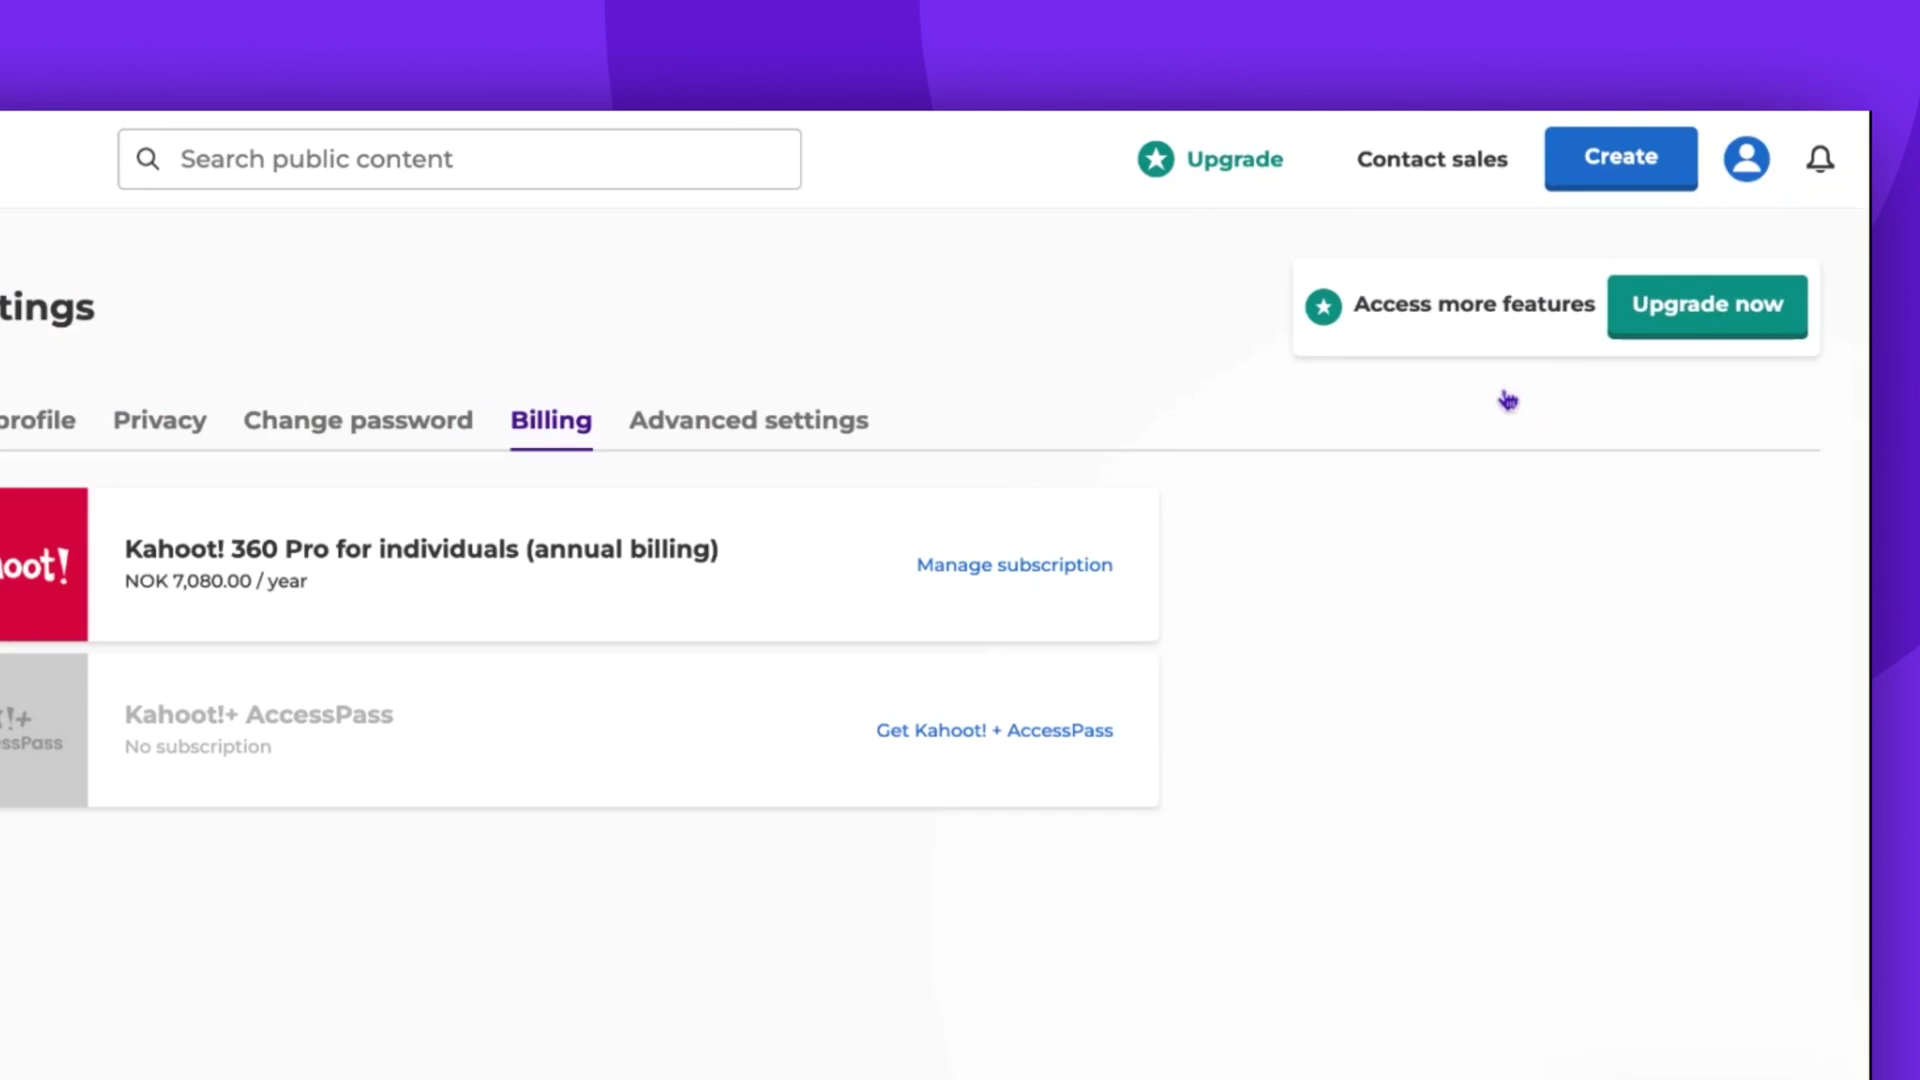 Search public content
Upgrade
Contact sales
Create
tings
Access more features
Upgrade now
profile
Privacy
Change password
Billing
Advanced settings
oot!
Kahoot! 360 Pro for individuals (annual billing)
NOK 7,080.00 / year
Manage subscription
!+
ssPass
Kahoot!+ AccessPass
No subscription
Get Kahoot! + AccessPass